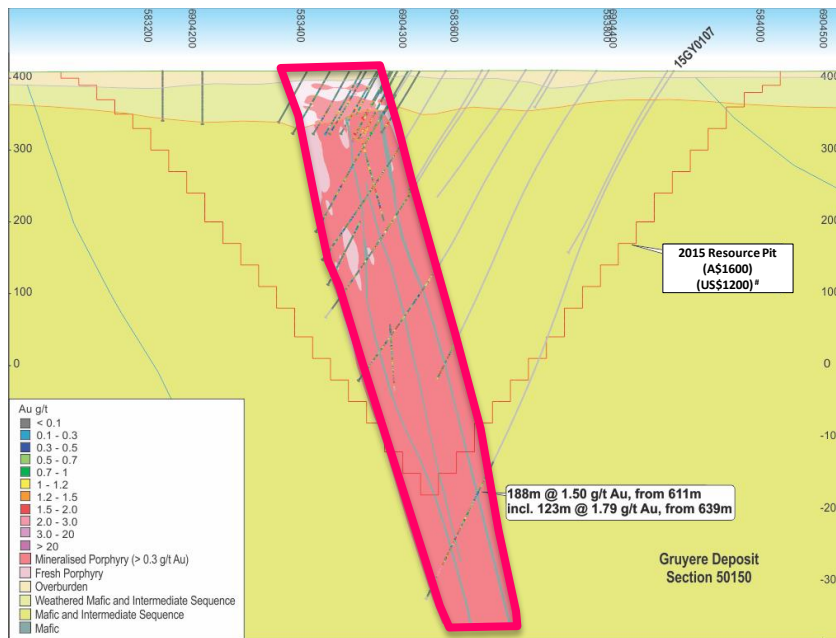 583200
6904200
583400
6904300
583600
6904400
584000
6904500
15GY0107
400
300
200
100
0
-10
-20
-30
2015 Resource Pit
(A$1600)
(US$1200)#
188m @ 1.50 g/t Au, from 611m
incl. 123m @ 1.79 g/t Au, from 639m
Gruyere Deposit
Section 50150
Au g/t
< 0.1
0.1 - 0.3
0.3 - 0.5
0.5 - 0.7
0.7 - 1
1 - 1.2
1.2 - 1.5
1.5 - 2.0
2.0 - 3.0
3.0 - 20
> 20
Mineralised Porphyry (> 0.3 g/t Au)
Fresh Porphyry
Overburden
Weathered Mafic and Intermediate Sequence
Mafic and Intermediate Sequence
Mafic